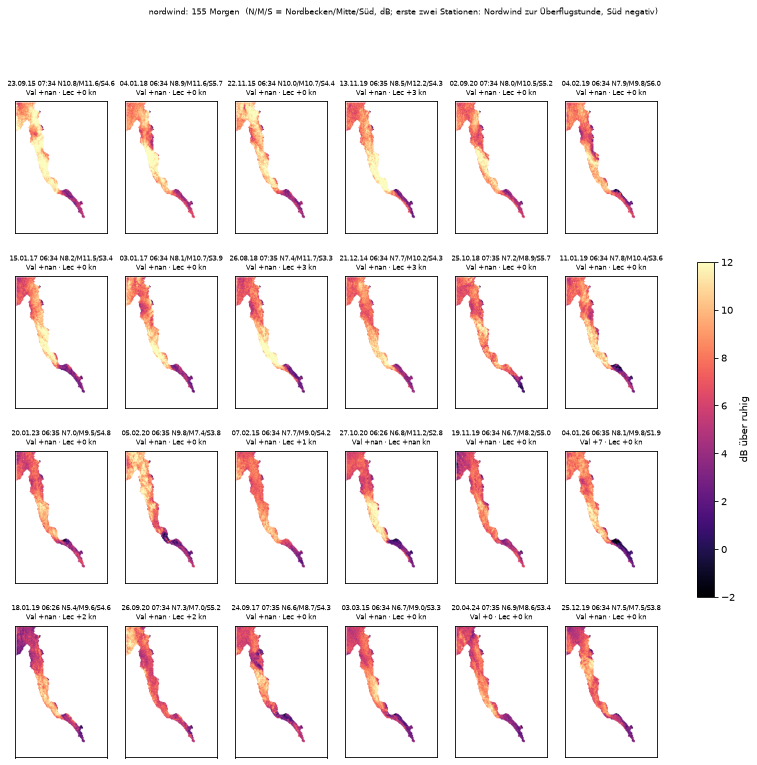 nordwind: 155 Morgen  (N/M/S = Nordbecken/Mitte/Süd, dB; erste zwei Stationen: Nordwind zur Überflugstunde, Süd negativ)
23.09.15 07:34 N10.8/M11.6/S4.6
Val +nan · Lec +0 kn
04.01.18 06:34 N8.9/M11.6/S5.7
Val +nan · Lec +0 kn
22.11.15 06:34 N10.0/M10.7/S4.4
Val +nan · Lec +0 kn
13.11.19 06:35 N8.5/M12.2/S4.3
Val +nan · Lec +3 kn
02.09.20 07:34 N8.0/M10.5/S5.2
Val +nan · Lec +0 kn
04.02.19 06:34 N7.9/M9.8/S6.0
Val +nan · Lec +0 kn
15.01.17 06:34 N8.2/M11.5/S3.4
Val +nan · Lec +0 kn
03.01.17 06:34 N8.1/M10.7/S3.9
Val +nan · Lec +0 kn
26.08.18 07:35 N7.4/M11.7/S3.3
Val +nan · Lec +3 kn
21.12.14 06:34 N7.7/M10.2/S4.3
Val +nan · Lec +3 kn
25.10.18 07:35 N7.2/M8.9/S5.7
Val +nan · Lec +0 kn
11.01.19 06:34 N7.8/M10.4/S3.6
Val +nan · Lec +0 kn
20.01.23 06:35 N7.0/M9.5/S4.8
Val +nan · Lec +0 kn
05.02.20 06:35 N9.8/M7.4/S3.8
Val +nan · Lec +0 kn
07.02.15 06:34 N7.7/M9.0/S4.2
Val +nan · Lec +1 kn
27.10.20 06:26 N6.8/M11.2/S2.8
Val +nan · Lec +nan kn
19.11.19 06:34 N6.7/M8.2/S5.0
Val +nan · Lec +0 kn
04.01.26 06:35 N8.1/M9.8/S1.9
Val +7 · Lec +0 kn
18.01.19 06:26 N5.4/M9.6/S4.6
Val +nan · Lec +2 kn
26.09.20 07:34 N7.3/M7.0/S5.2
Val +nan · Lec +2 kn
24.09.17 07:35 N6.6/M8.7/S4.3
Val +nan · Lec +0 kn
03.03.15 06:34 N6.7/M9.0/S3.3
Val +nan · Lec +0 kn
20.04.24 07:35 N6.9/M8.6/S3.4
Val +0 · Lec +0 kn
25.12.19 06:34 N7.5/M7.5/S3.8
Val +nan · Lec +0 kn
12
10
8
6
4
2
0
−2
dB über ruhig